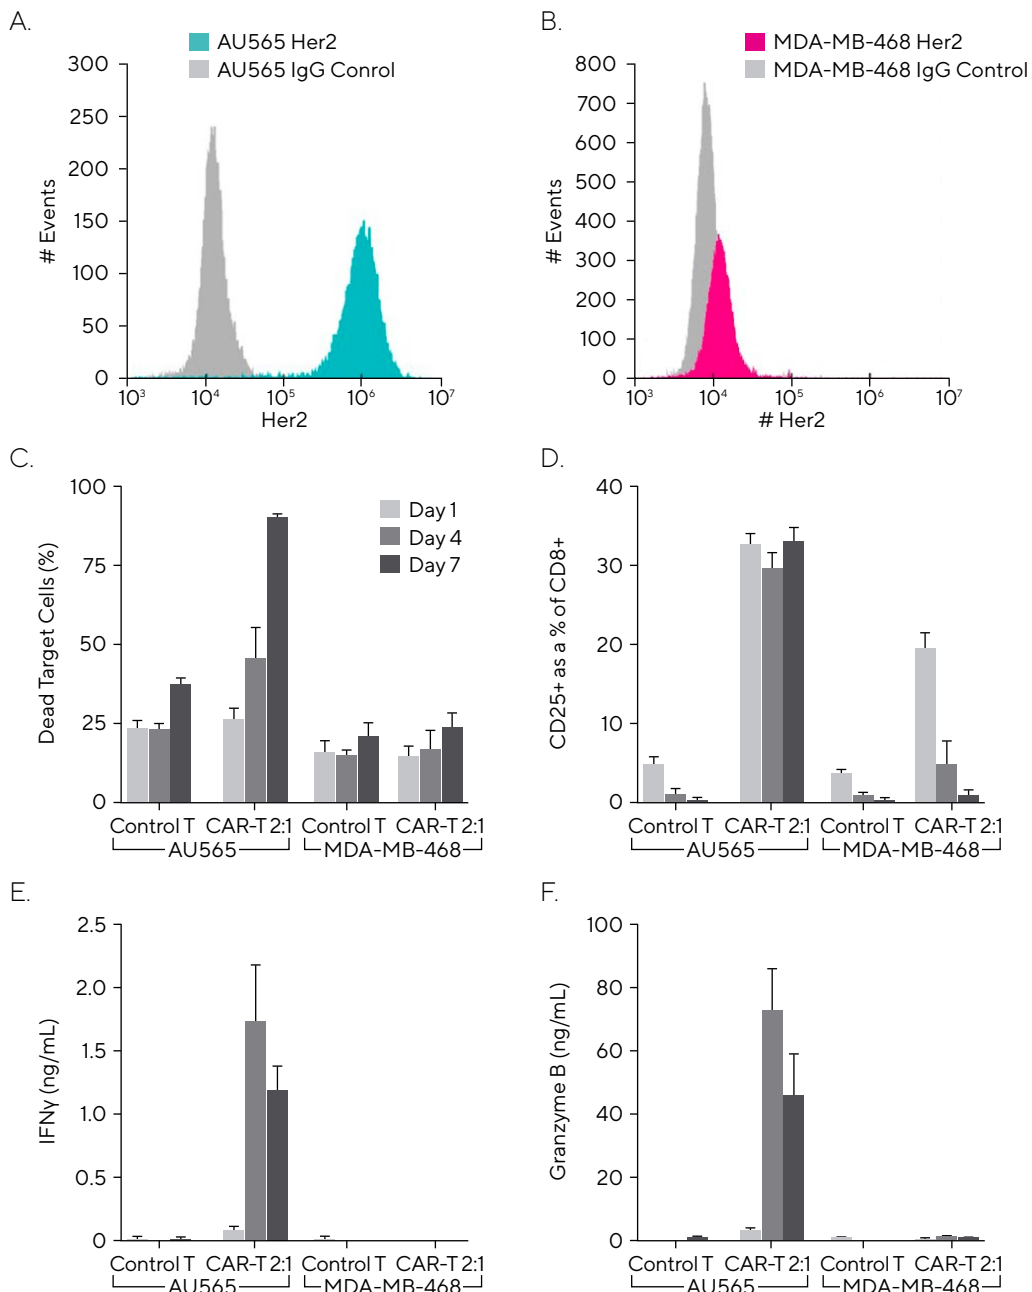 A.
AU565 Her2
AU565 IgG Conrol
300
250
200
150
100
50
0
# Events
10³ 10⁴ 10⁵ 10⁶ 10⁷
Her2
B.
MDA-MB-468 Her2
MDA-MB-468 IgG Control
800
700
600
500
400
300
200
100
0
# Events
10³ 10⁴ 10⁵ 10⁶ 10⁷
# Her2
C.
100
75
50
25
0
Dead Target Cells (%)
Day 1
Day 4
Day 7
Control T CAR-T 2:1 Control T CAR-T 2:1
AU565 MDA-MB-468
D.
40
30
20
10
0
CD25+ as a % of CD8+
Control T CAR-T 2:1 Control T CAR-T 2:1
AU565 MDA-MB-468
E.
2.5
2.0
1.5
1.0
0.5
0
IFNγ (ng/mL)
Control T CAR-T 2:1 Control T CAR-T 2:1
AU565 MDA-MB-468
F.
100
80
60
40
20
0
Granzyme B (ng/mL)
Control T CAR-T 2:1 Control T CAR-T 2:1
AU565 MDA-MB-468